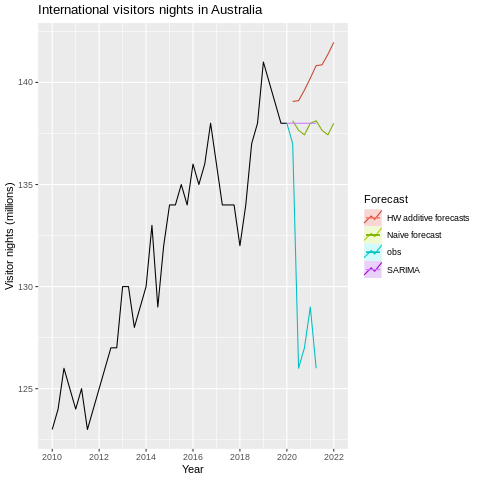 International visitors nights in Australia
Visitor nights (millions)
140
135
130
125
2010
2012
2014
2016
2018
2020
2022
Year
Forecast
HW additive forecasts
Naive forecast
obs
SARIMA